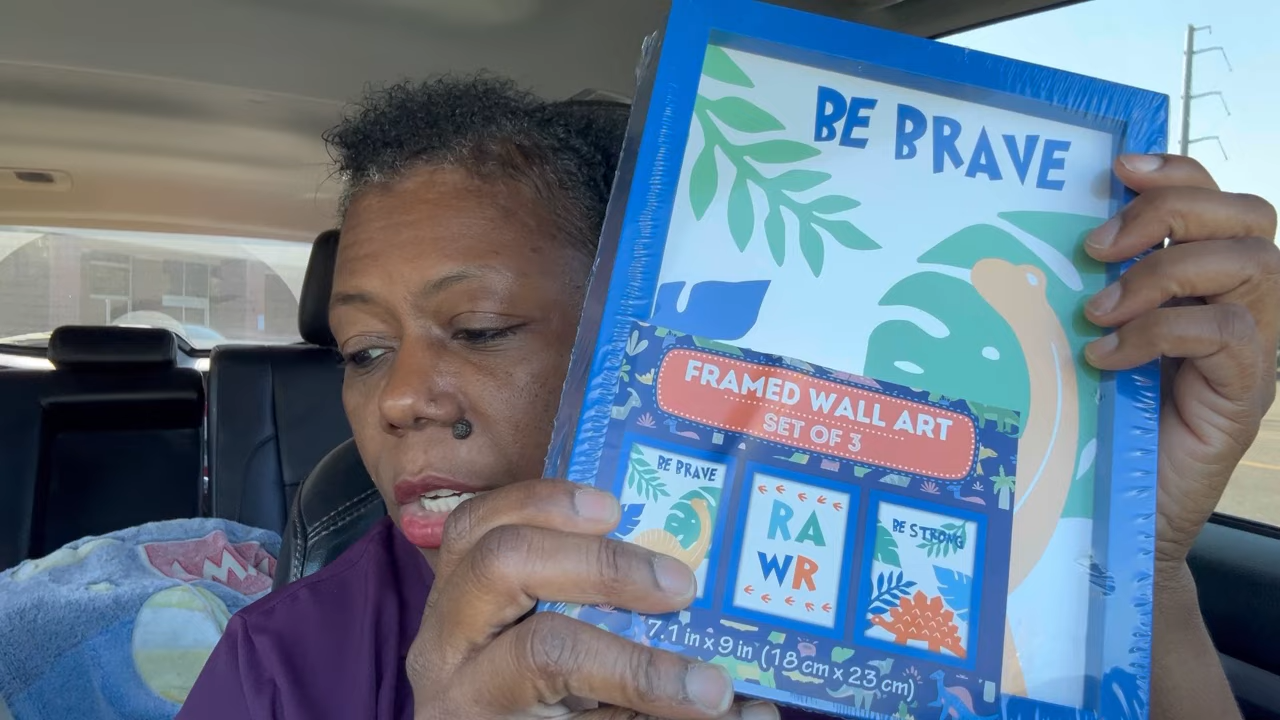 BE BRAVE
FRAMED WALL ART
SET OF 3
BE BRAVE
RA
WR
BE STRONG
7.1 in x 9 in (18 cm x 23 cm)